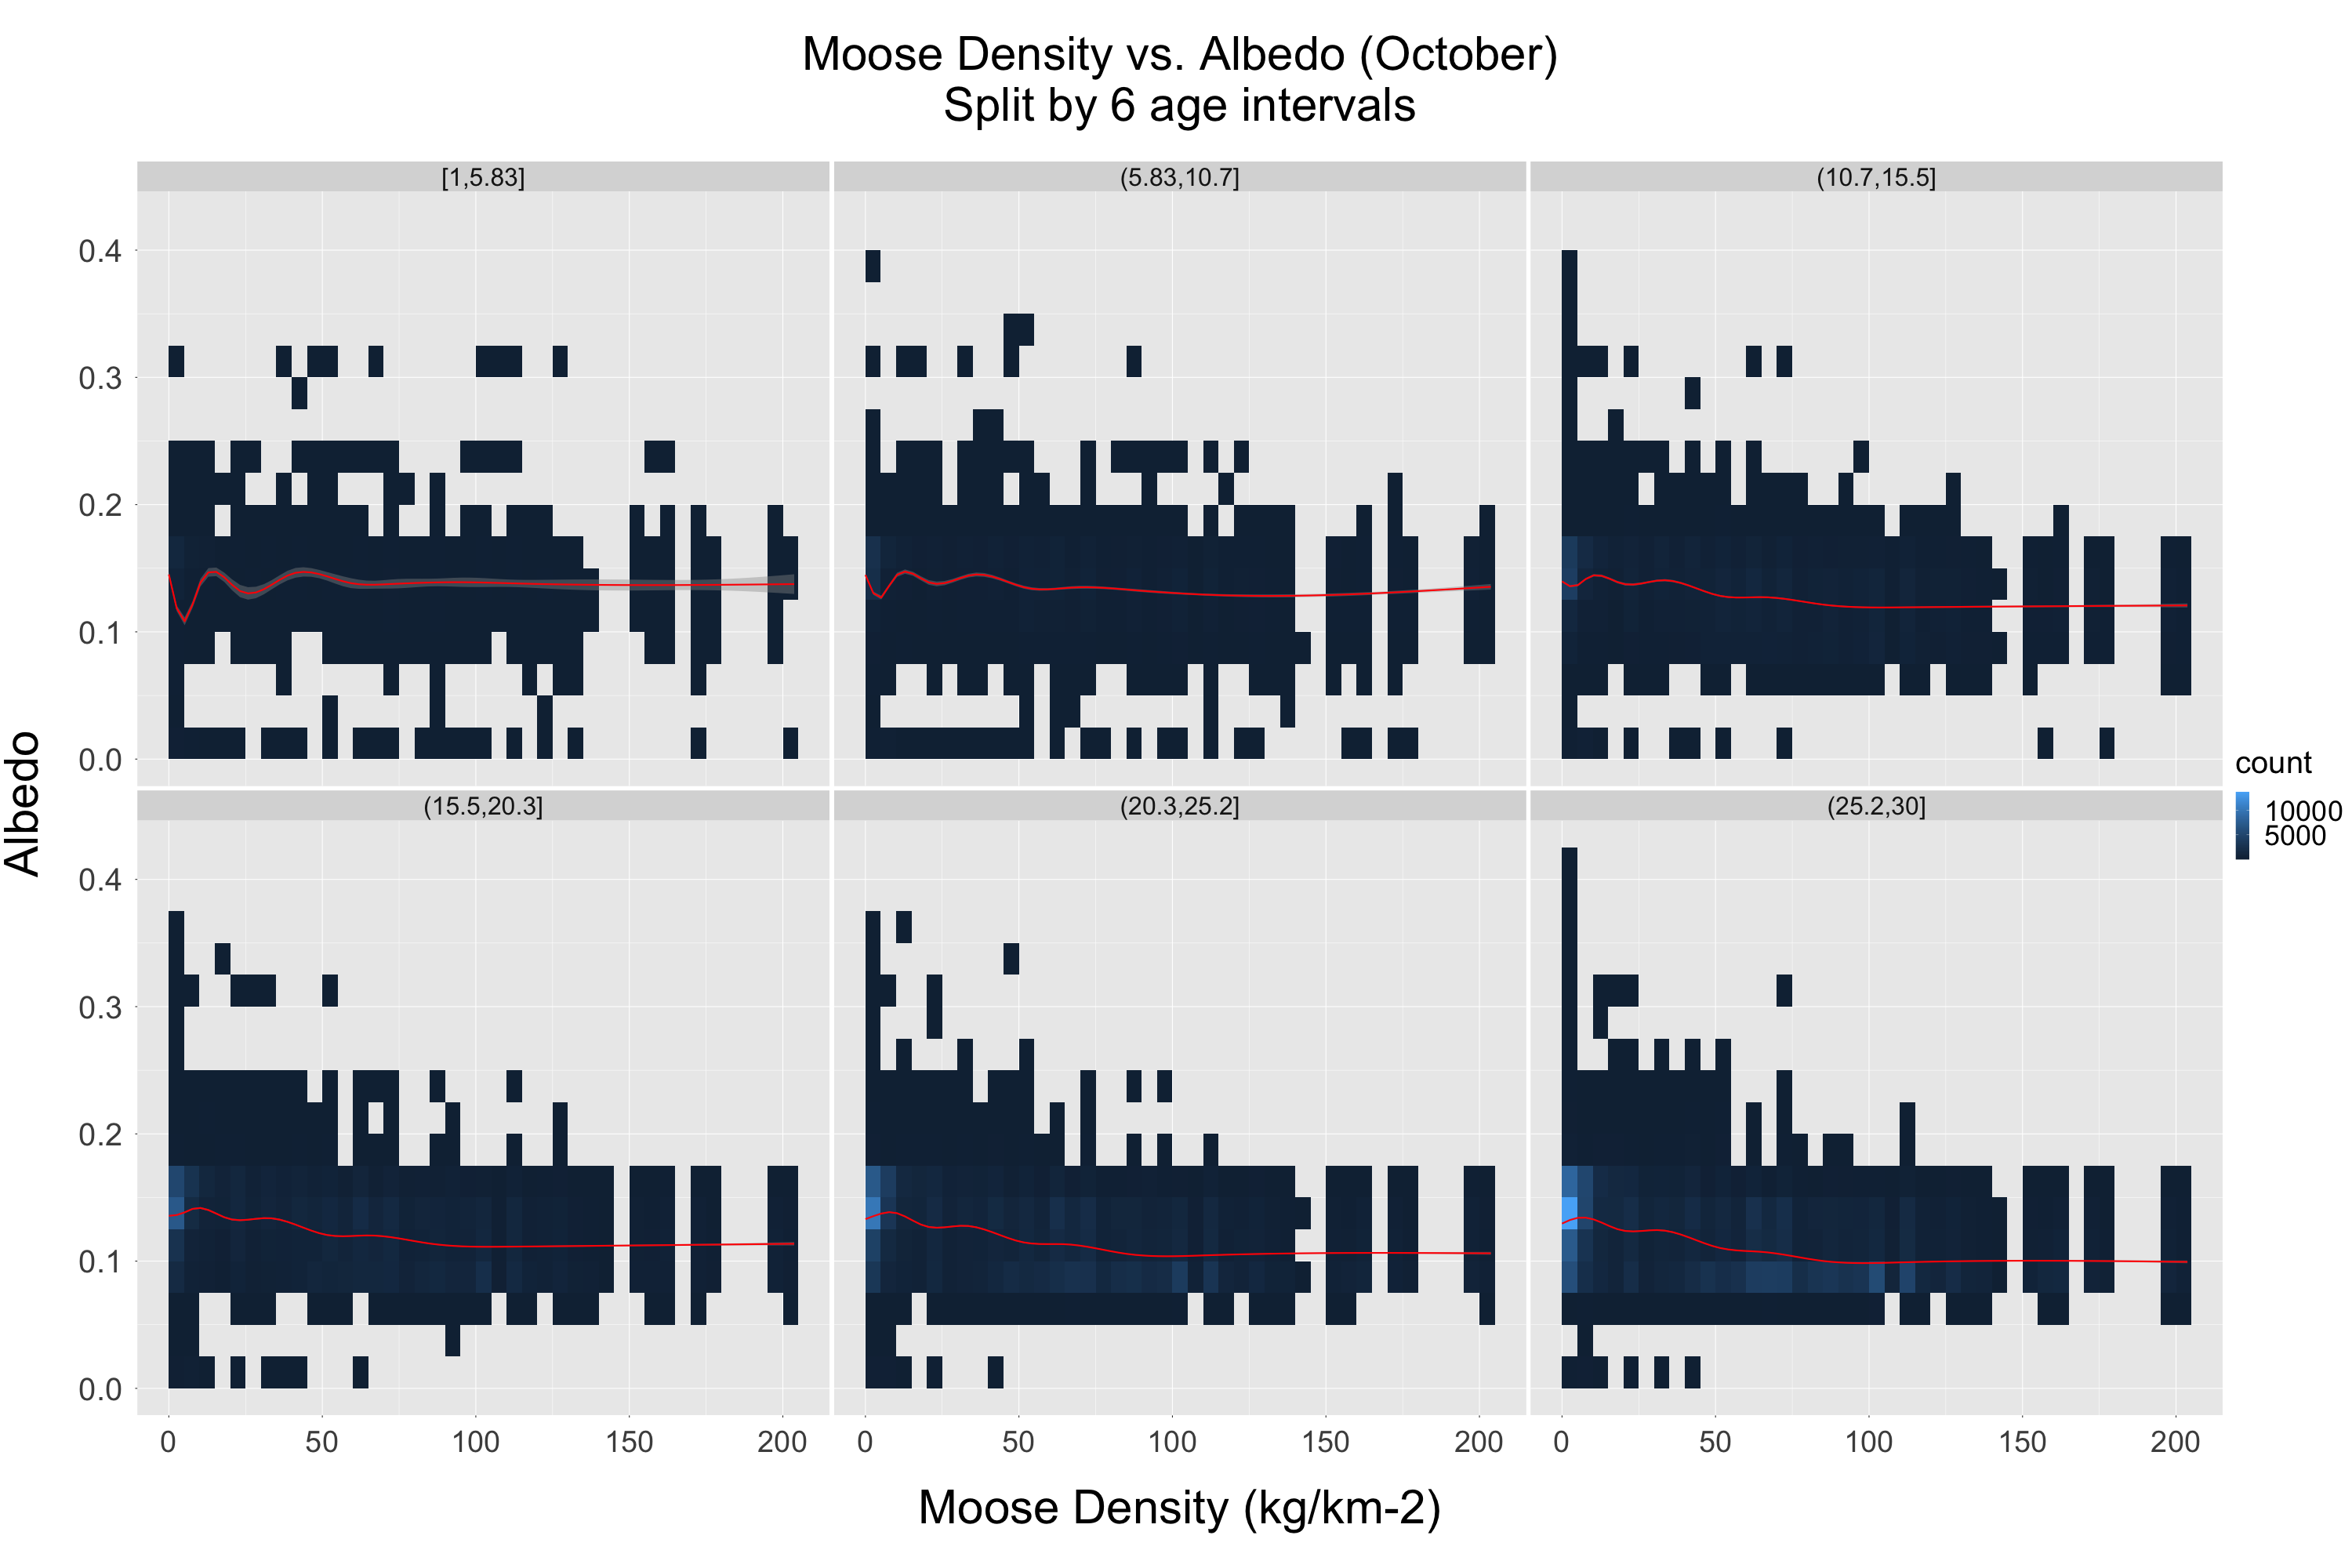 Moose Density vs. Albedo (October)
Split by 6 age intervals
[1,5.83]
(5.83,10.7]
(10.7,15.5]
0.4
0.3
0.2
0.1
0.0
Albedo
(15.5,20.3]
(20.3,25.2]
(25.2,30]
0.4
0.3
0.2
0.1
0.0
count
10000
5000
0 50 100 150 200
0 50 100 150 200
0 50 100 150 200
Moose Density (kg/km-2)